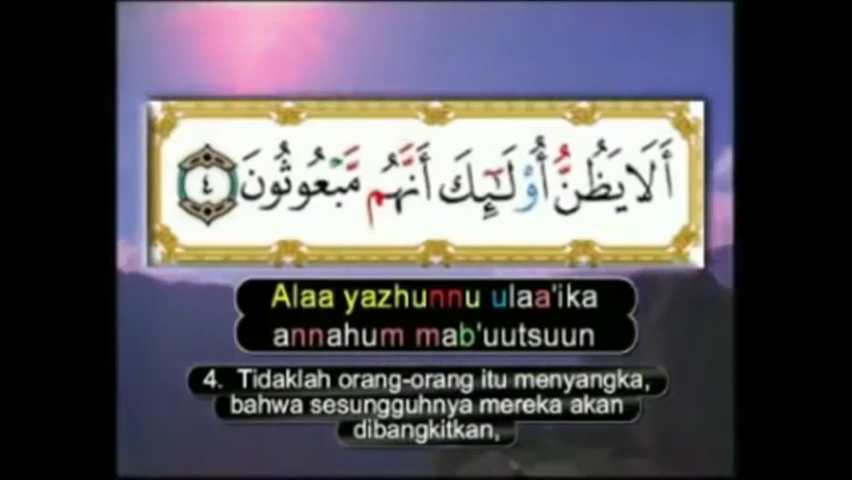 أَلَا يَظُنُّ أُو۟لَـٰٓئِكَ أَنَّهُم مَّبْعُوثُونَ ٤
Alaa yazhunnu ulaa'ika
annahum mab'uutsuun
4. Tidaklah orang-orang itu menyangka,
bahwa sesungguhnya mereka akan
dibangkitkan,